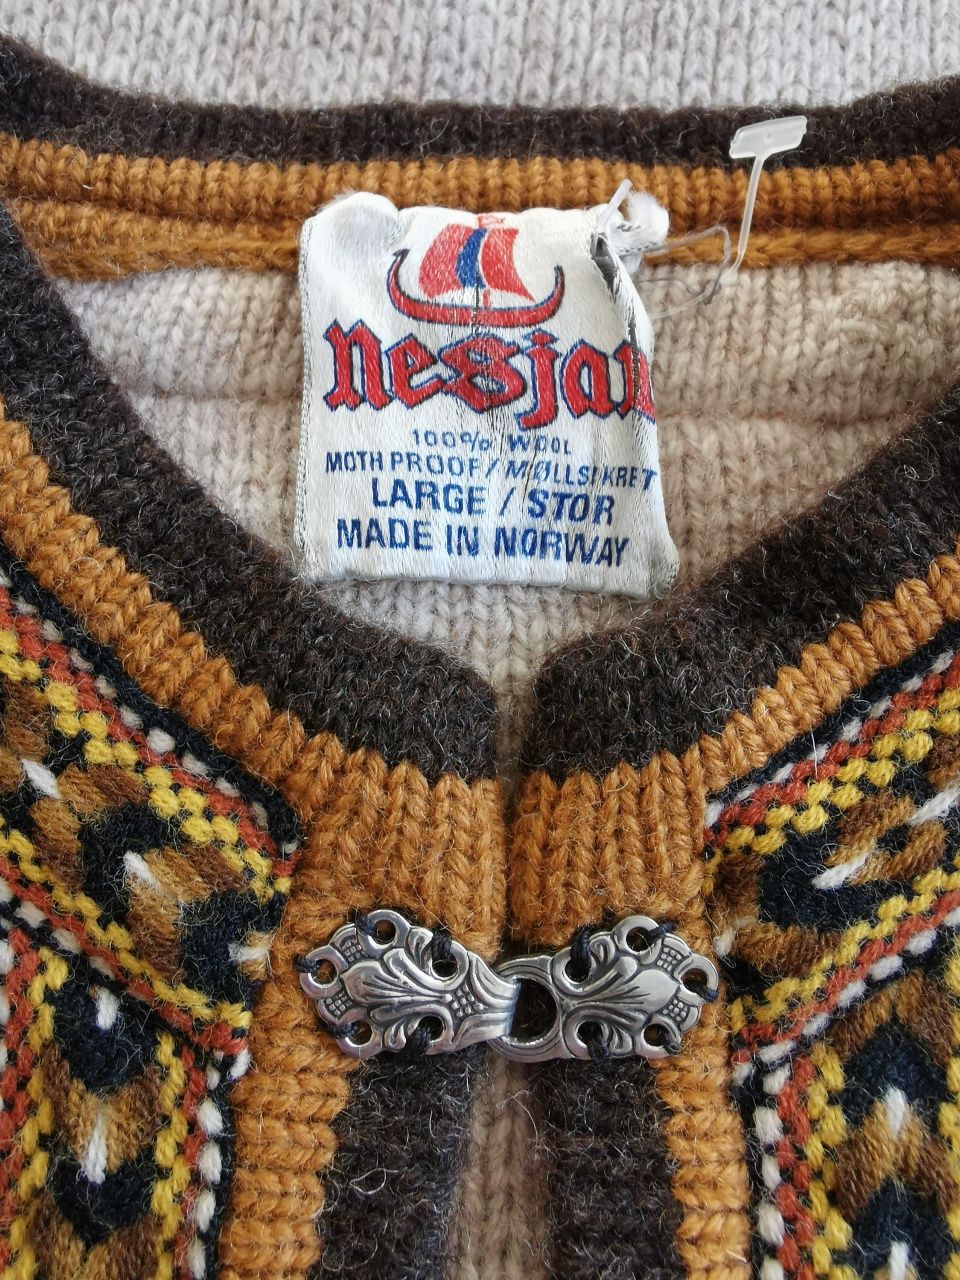 Nesjar
100% WOOL
MOTH PROOF / MØLLSIKRET
LARGE / STOR
MADE IN NORWAY